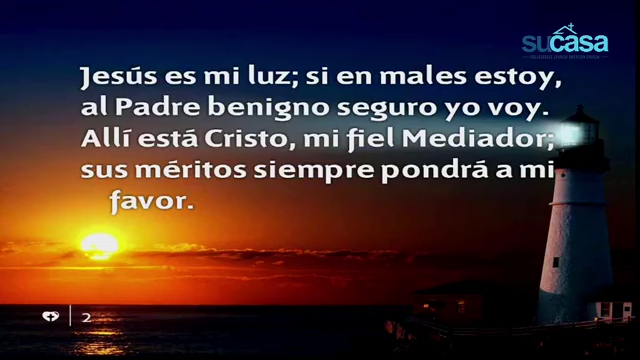 sucasa
Jesús es mi luz; si en males estoy,
al Padre benigno seguro yo voy.
Allí está Cristo, mi fiel Mediador;
sus méritos siempre pondrá a mi
favor.
2